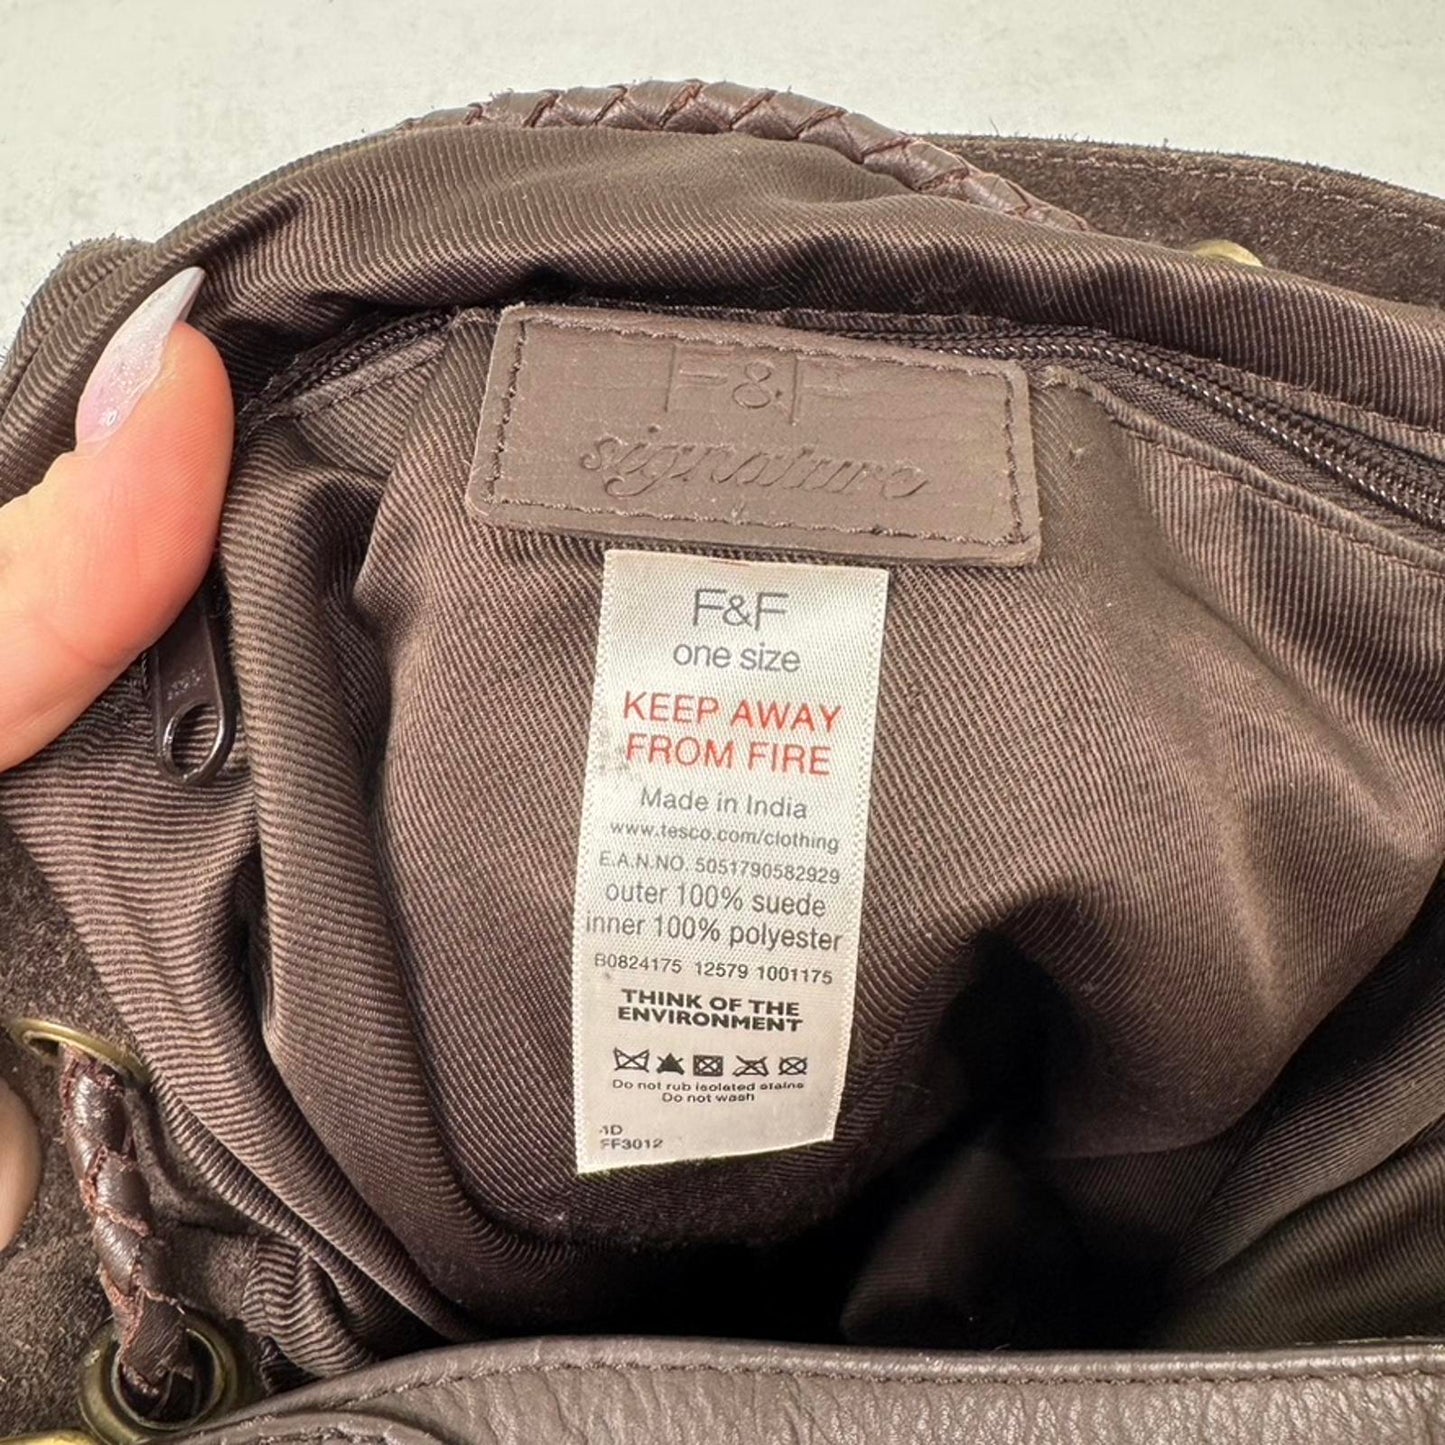 F&F
signature
F&F
one size
KEEP AWAY
FROM FIRE
Made in India
www.tesco.com/clothing
E.A.N.NO. 5051790582929
outer 100% suede
inner 100% polyester
B0824175 12579 1001175
THINK OF THE
ENVIRONMENT
Do not rub isolated stains
Do not wash
FF3012